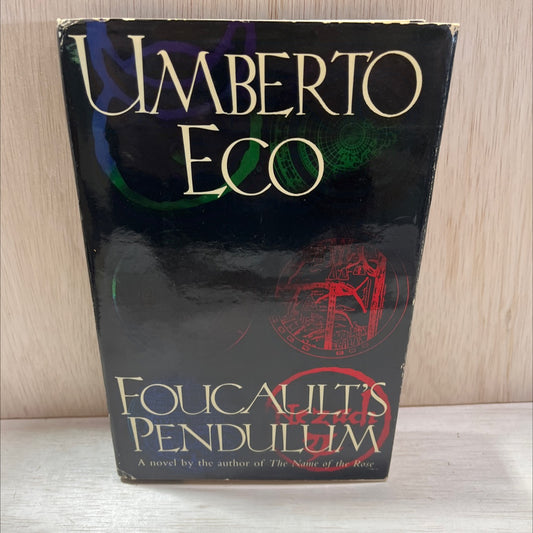 UMBERTO
ECO
FOUCAULT'S
PENDULUM
A novel by the author of The Name of the Rose